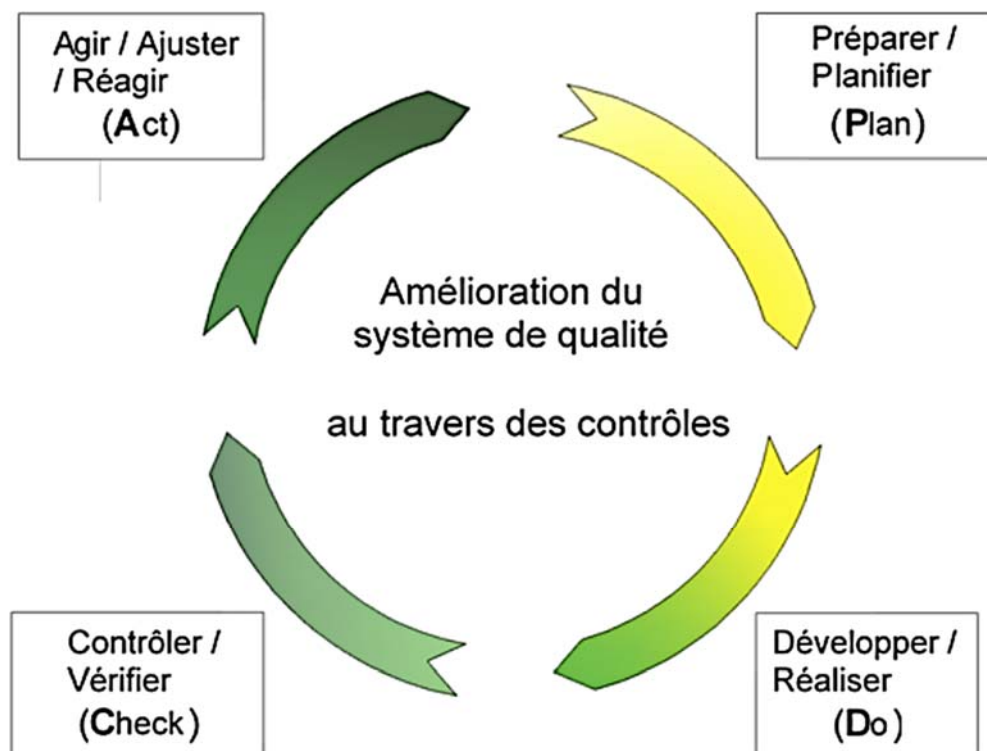 Agir / Ajuster
/ Réagir
(Act)
Préparer /
Planifier
(Plan)
Amélioration du
système de qualité
au travers des contrôles
Contrôler /
Vérifier
(Check)
Développer /
Réaliser
(Do)